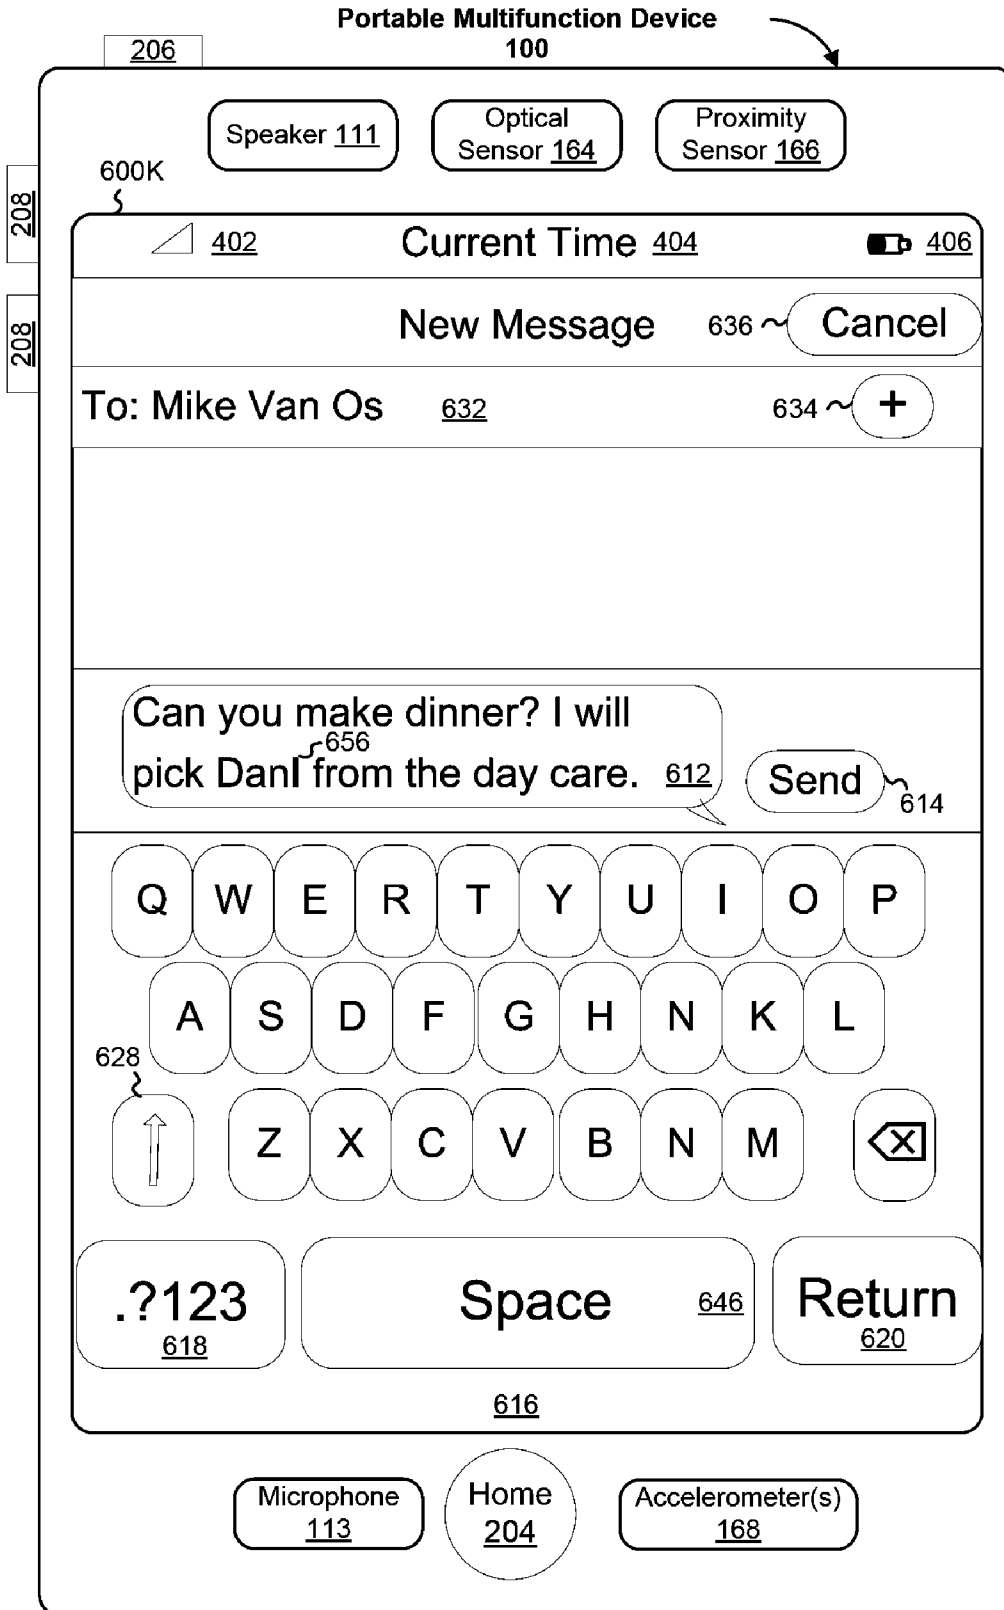 Portable Multifunction Device
100
206
Speaker 111
Optical
Sensor 164
Proximity
Sensor 166
600K
208
208
402
Current Time 404
406
New Message
636
Cancel
To: Mike Van Os
632
634
+
Can you make dinner? I will
656
pick DanI from the day care.
612
Send
614
Q W E R T Y U I O P
A S D F G H N K L
628
Z X C V B N M
.?123
618
Space
646
Return
620
616
Microphone
113
Home
204
Accelerometer(s)
168